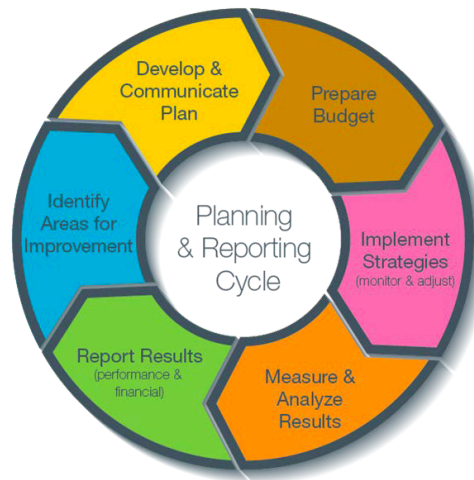 Develop &
Communicate
Plan
Prepare
Budget
Implement
Strategies
(monitor & adjust)
Measure &
Analyze
Results
Report Results
(performance &
financial)
Identify
Areas for
Improvement
Planning
& Reporting
Cycle